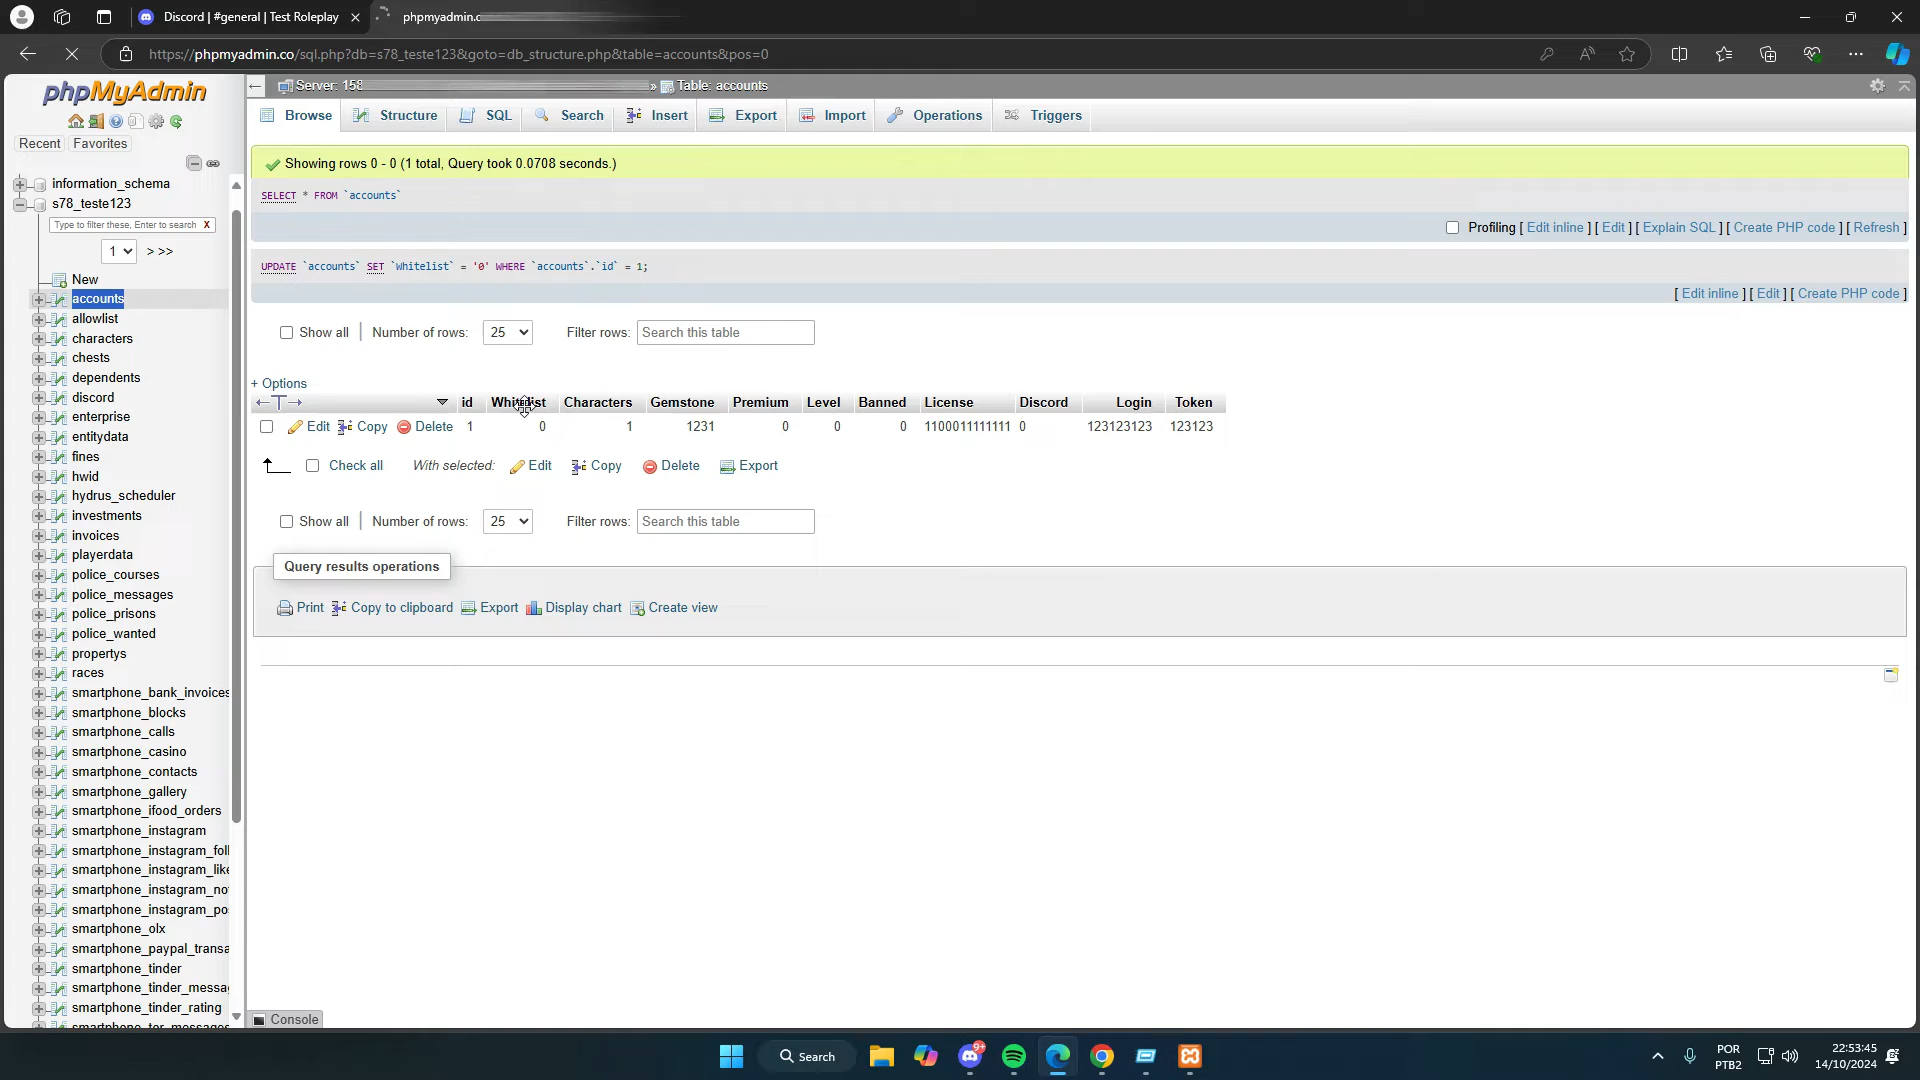 Discord | #general | Test Roleplay
phpmyadmin.c
https://phpmyadmin.co/sql.php?db=s78_teste123&goto=db_structure.php&table=accounts&pos=0
phpMyAdmin
Server: 158 » Table: accounts
Browse Structure SQL Search Insert Export Import Operations Triggers
Recent Favorites
Showing rows 0 - 0 (1 total, Query took 0.0708 seconds.)
SELECT * FROM `accounts`
Profiling [ Edit inline ] [ Edit ] [ Explain SQL ] [ Create PHP code ] [ Refresh ]
UPDATE `accounts` SET `Whitelist` = '0' WHERE `accounts`.`id` = 1;
[ Edit inline ] [ Edit ] [ Create PHP code ]
Show all Number of rows: 25 Filter rows: Search this table
+ Options
←T→ id Whitelist Characters Gemstone Premium Level Banned License Discord Login Token
Edit Copy Delete 1 0 1 1231 0 0 0 1100011111111 0 123123123 123123
Check all With selected: Edit Copy Delete Export
Show all Number of rows: 25 Filter rows: Search this table
Query results operations
Print Copy to clipboard Export Display chart Create view
Console
information_schema
s78_teste123
Type to filter these, Enter to search X
1 > >>
New
accounts
allowlist
characters
chests
dependents
discord
enterprise
entitydata
fines
hwid
hydrus_scheduler
investments
invoices
playerdata
police_courses
police_messages
police_prisons
police_wanted
propertys
races
smartphone_bank_invoices
smartphone_blocks
smartphone_calls
smartphone_casino
smartphone_contacts
smartphone_gallery
smartphone_ifood_orders
smartphone_instagram
smartphone_instagram_foll
smartphone_instagram_like
smartphone_instagram_no
smartphone_instagram_po
smartphone_olx
smartphone_paypal_transa
smartphone_tinder
smartphone_tinder_messa
smartphone_tinder_rating
smartphone_tor_messages
Search
9+
POR
PTB2
22:53:45
14/10/2024